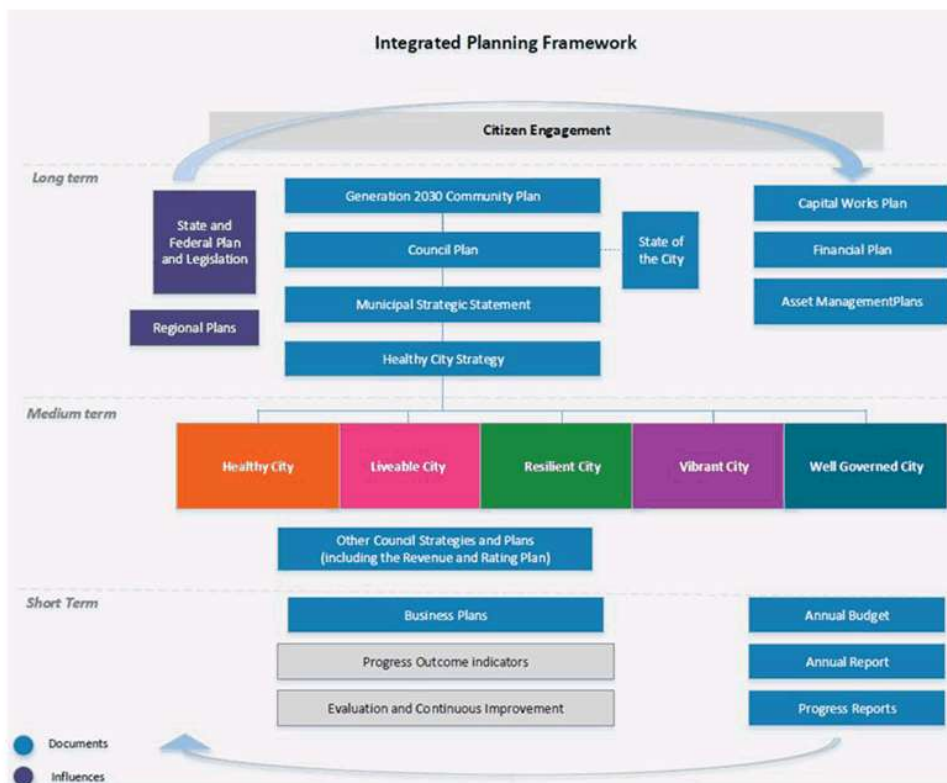 Integrated Planning Framework
Citizen Engagement
Long term
State and
Federal Plan
and Legislation
Regional Plans
Generation 2030 Community Plan
Council Plan
Municipal Strategic Statement
Healthy City Strategy
State of
the City
Capital Works Plan
Financial Plan
Asset ManagementPlans
Medium term
Healthy City
Liveable City
Resilient City
Vibrant City
Well Governed City
Other Council Strategies and Plans
(including the Revenue and Rating Plan)
Short Term
Business Plans
Progress Outcome indicators
Evaluation and Continuous Improvement
Annual Budget
Annual Report
Progress Reports
Documents
Influences